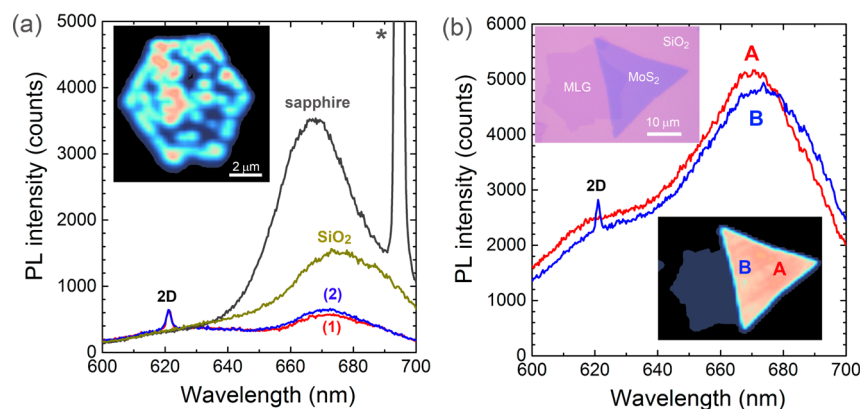 (a)
5000
4000
3000
2000
1000
0
PL intensity (counts)
*
sapphire
2 μm
SiO₂
2D
(2)
(1)
600 620 640 660 680 700
Wavelength (nm)
(b)
6000
5000
4000
3000
2000
1000
0
PL intensity (counts)
SiO₂
MLG
MoS₂
10 μm
A
B
2D
B
A
600 620 640 660 680 700
Wavelength (nm)